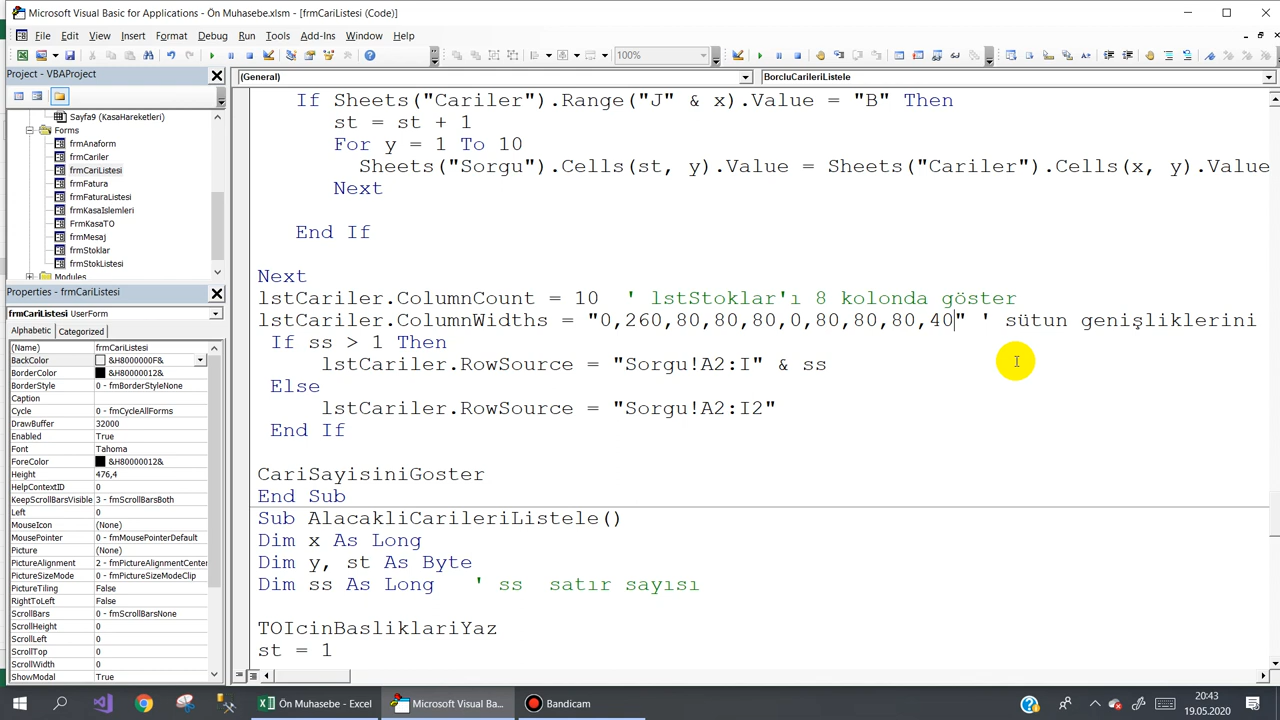 Microsoft Visual Basic for Applications - Ön Muhasebe.xlsm - [frmCariListesi (Code)]
File Edit View Insert Format Debug Run Tools Add-Ins Window Help
100%
Project - VBAProject
Sayfa9 (KasaHareketleri)
Forms
frmAnaform
frmCariler
frmCariListesi
frmFatura
frmFaturaListesi
frmKasaIslemleri
FrmKasaTO
frmMesaj
frmStoklar
frmStokListesi
Modules
Properties - frmCariListesi
frmCariListesi UserForm
Alphabetic Categorized
(Name) frmCariListesi
BackColor &H8000000F&
BorderColor &H80000012&
BorderStyle 0 - fmBorderStyleNone
Caption
Cycle 0 - fmCycleAllForms
DrawBuffer 32000
Enabled True
Font Tahoma
ForeColor &H80000012&
Height 476,4
HelpContextID 0
KeepScrollBarsVisible 3 - fmScrollBarsBoth
Left 0
MouseIcon (None)
MousePointer 0 - fmMousePointerDefault
Picture (None)
PictureAlignment 2 - fmPictureAlignmentCenter
PictureSizeMode 0 - fmPictureSizeModeClip
PictureTiling False
RightToLeft False
ScrollBars 0 - fmScrollBarsNone
ScrollHeight 0
ScrollLeft 0
ScrollTop 0
ScrollWidth 0
ShowModal True
(General) BorcluCarileriListele
If Sheets("Cariler").Range("J" & x).Value = "B" Then
st = st + 1
For y = 1 To 10
Sheets("Sorgu").Cells(st, y).Value = Sheets("Cariler").Cells(x, y).Value
Next
End If
Next
lstCariler.ColumnCount = 10 ' lstStoklar'ı 8 kolonda göster
lstCariler.ColumnWidths = "0,260,80,80,80,0,80,80,80,40" ' sütun genişliklerini
If ss > 1 Then
lstCariler.RowSource = "Sorgu!A2:I" & ss
Else
lstCariler.RowSource = "Sorgu!A2:I2"
End If
CariSayisiniGoster
End Sub
Sub AlacakliCarileriListele()
Dim x As Long
Dim y, st As Byte
Dim ss As Long ' ss satır sayısı
TOIcinBasliklariYaz
st = 1
Ön Muhasebe - Excel
Microsoft Visual Ba...
Bandicam
20:43
19.05.2020